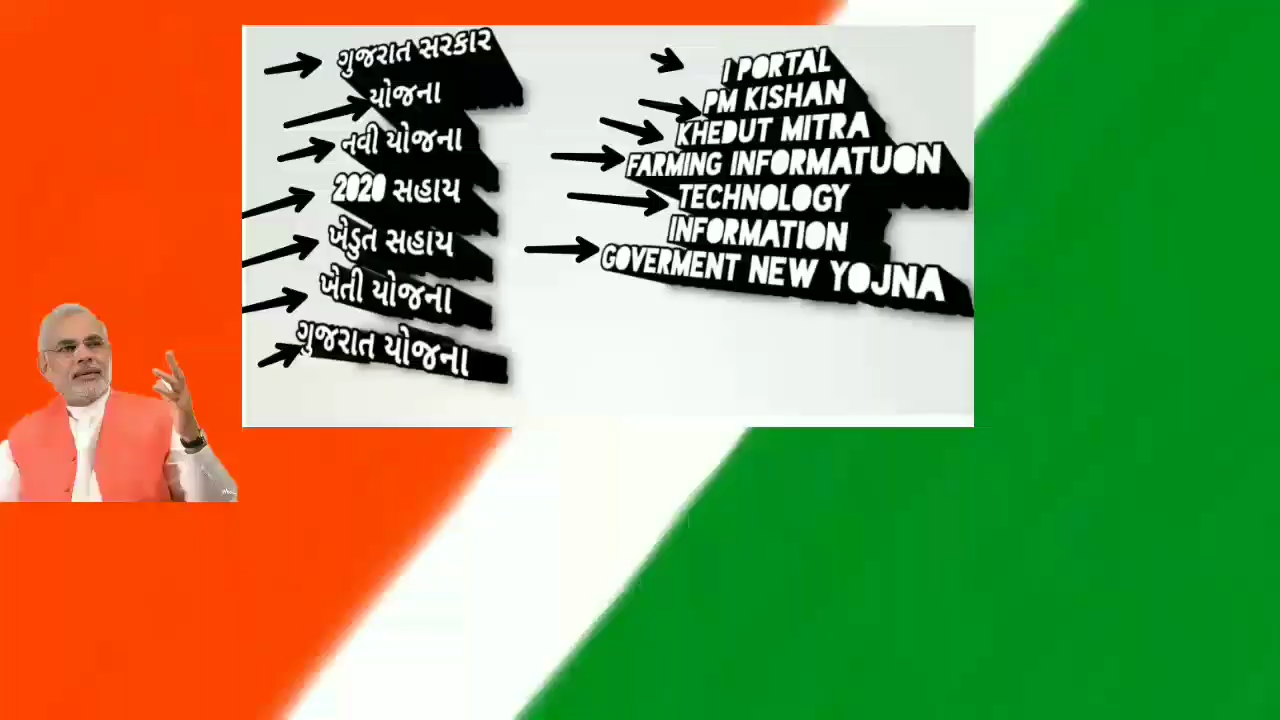 ગુજરાત સરકાર
યોજના
નવી યોજના
2020 સહાય
ખેડુત સહાય
ખેતી યોજના
ગુજરાત યોજના
I PORTAL
PM KISHAN
KHEDUT MITRA
FARMING INFORMATUON
TECHNOLOGY
INFORMATION
GOVERMENT NEW YOJNA